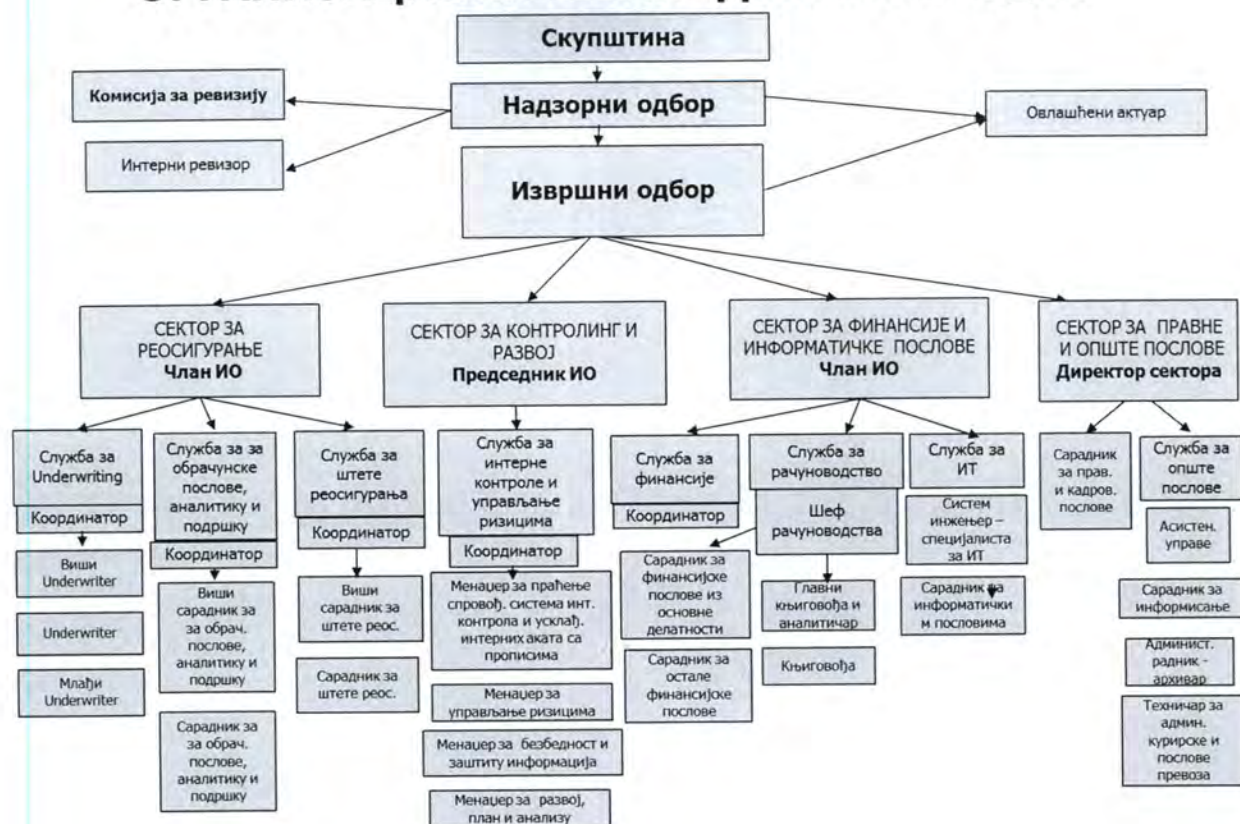 Скупштина
Комисија за ревизију
Надзорни одбор
Овлашћени актуар
Интерни ревизор
Извршни одбор
СЕКТОР ЗА
РЕОСИГУРАЊЕ
Члан ИО
СЕКТОР ЗА КОНТРОЛИНГ И
РАЗВОЈ
Председник ИО
СЕКТОР ЗА ФИНАНСИЈЕ И
ИНФОРМАТИЧКЕ ПОСЛОВЕ
Члан ИО
СЕКТОР ЗА ПРАВНЕ
И ОПШТЕ ПОСЛОВЕ
Директор сектора
Служба за
Underwriting
Координатор
Виши
Underwriter
Underwriter
Млађи
Underwriter
Служба за за
обрачунске
послове,
аналитику и
подршку
Координатор
Виши
сарадник за
за обрач.
послове,
аналитику и
подршку
Сарадник за
за обрач.
послове,
аналитику и
подршку
Служба за
штете
реосигурања
Координатор
Виши
сарадник за
штете реос.
Сарадник за
штете реос.
Служба за
интерне
контроле и
управљање
ризицима
Координатор
Менаџер за праћење
спровођ. система инт.
контрола и усклађ.
интерних аката са
прописима
Менаџер за
управљање ризицима
Менаџер за безбедност и
заштиту информација
Менаџер за развој,
план и анализу
Служба за
финансије
Координатор
Сарадник за
финансијске
послове из
основне
делатности
Сарадник за
остале
финансијске
послове
Служба за
рачуноводство
Шеф
рачуноводства
Главни
књиговођа и
аналитичар
Књиговођа
Служба за
ИТ
Систем
инжењер –
специјалиста
за ИТ
Сарадник за
информатички
м пословима
Сарадник
за прав.
и кадров.
послове
Служба за
опште
послове
Асистен.
управе
Сарадник за
информисање
Админист.
радник -
архивар
Техничар за
админ.
курирске и
послове
превоза